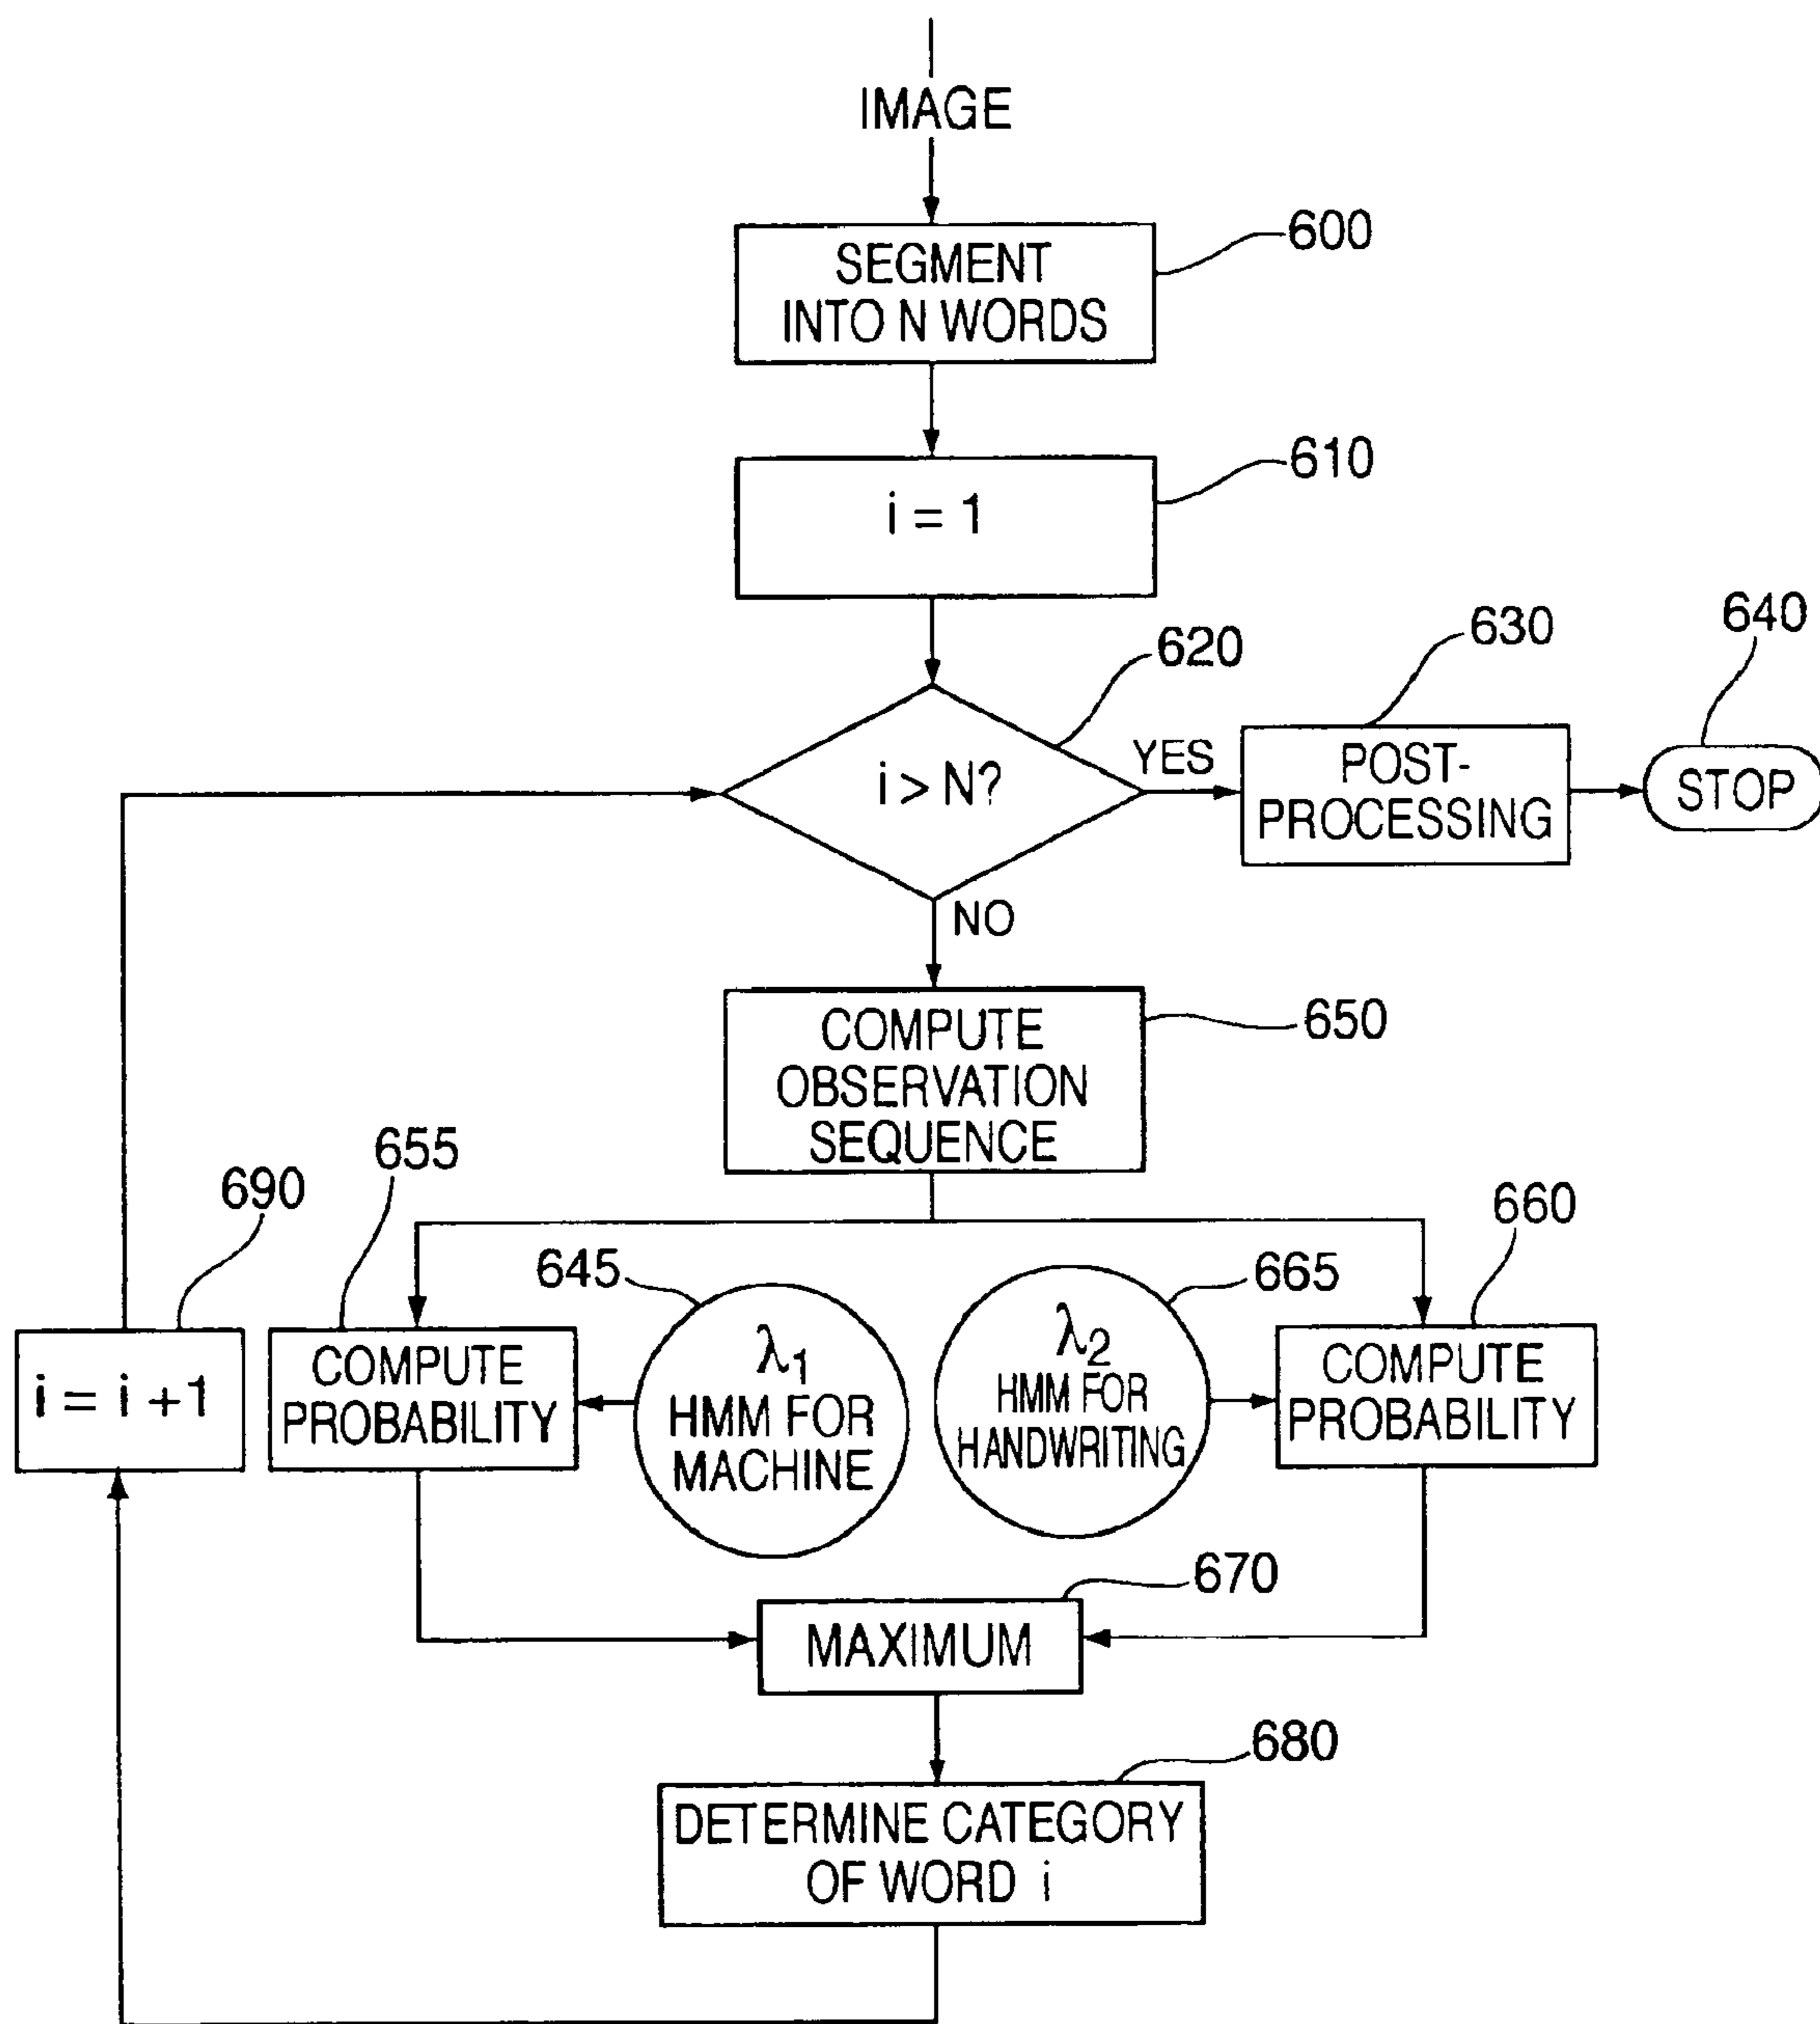 IMAGE
600
SEGMENT
INTO N WORDS
610
i = 1
620
630
640
i > N?
YES
POST-
PROCESSING
STOP
NO
650
COMPUTE
OBSERVATION
SEQUENCE
655
690
660
645
665
i = i +1
COMPUTE
PROBABILITY
λ1
HMM FOR
MACHINE
λ2
HMM FOR
HANDWRITING
COMPUTE
PROBABILITY
670
MAXIMUM
680
DETERMINE CATEGORY
OF WORD i